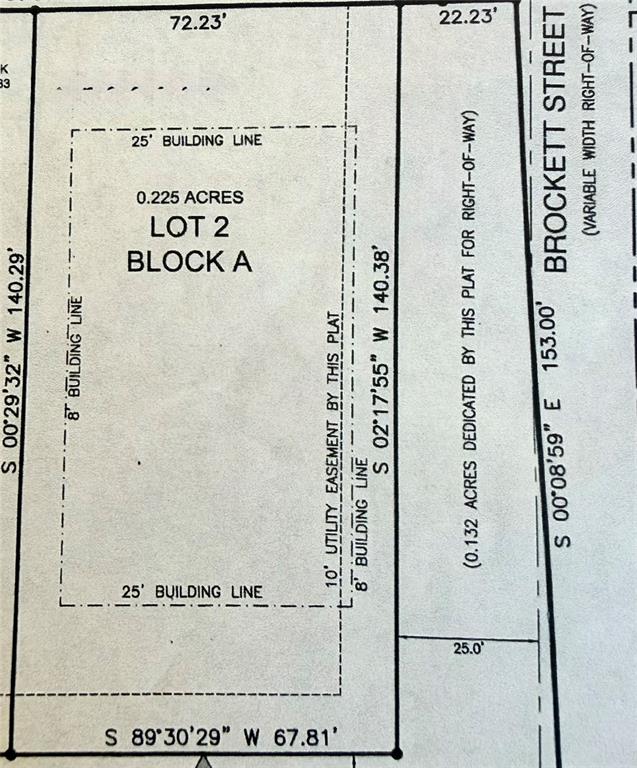 72.23'
22.23'
K
33
25' BUILDING LINE
0.225 ACRES
LOT 2
BLOCK A
S 00°29'32" W 140.29'
8' BUILDING LINE
10' UTILITY EASEMENT BY THIS PLAT
8' BUILDING LINE
S 02°17'55" W 140.38'
(0.132 ACRES DEDICATED BY THIS PLAT FOR RIGHT-OF-WAY)
S 00°08'59" E 153.00'
BROCKETT STREET
(VARIABLE WIDTH RIGHT-OF-WAY)
25' BUILDING LINE
25.0'
S 89°30'29" W 67.81'